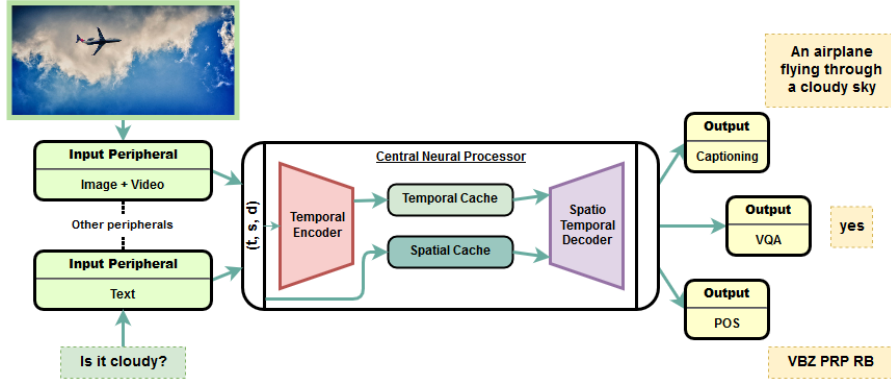 An airplane
flying through
a cloudy sky
Input Peripheral
Image + Video
Other peripherals
Input Peripheral
Text
Is it cloudy?
(t, s, d)
Central Neural Processor
Temporal
Encoder
Temporal Cache
Spatial Cache
Spatio
Temporal
Decoder
Output
Captioning
Output
VQA
yes
Output
POS
VBZ PRP RB